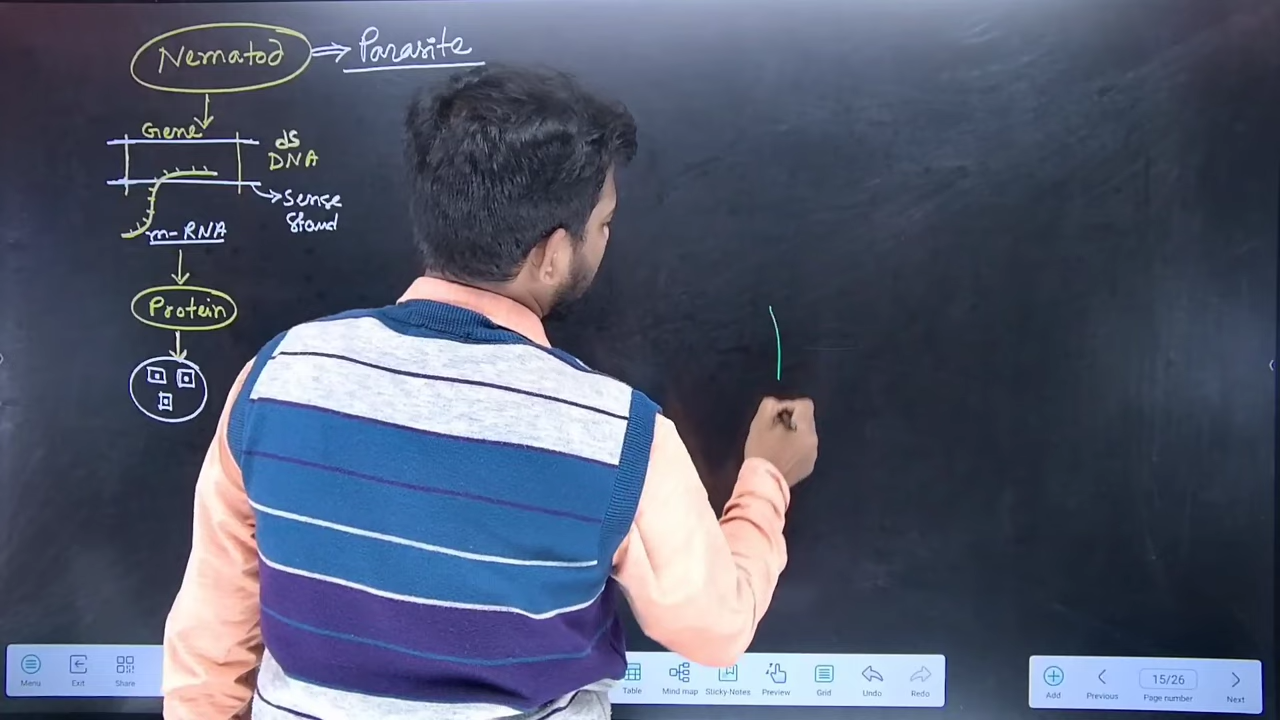 Nematod ⇒ Parasite
Gene
ds
DNA
Sense
Stand
m-RNA
Protein
Menu
Exit
Share
Table
Mind map
Sticky-Notes
Preview
Grid
Undo
Redo
Add
Previous
15/26
Page number
Next